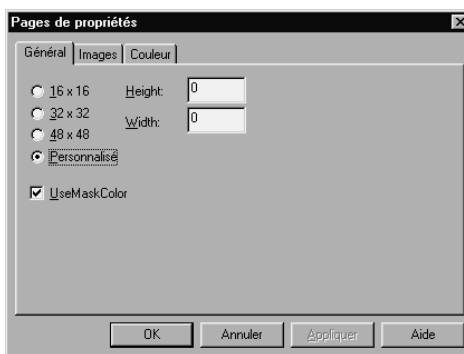 Pages de propriétés
Général Images Couleur
16 x 16 Height: 0
32 x 32
Width: 0
48 x 48
Personnalisé
UseMaskColor
OK Annuler Appliquer Aide